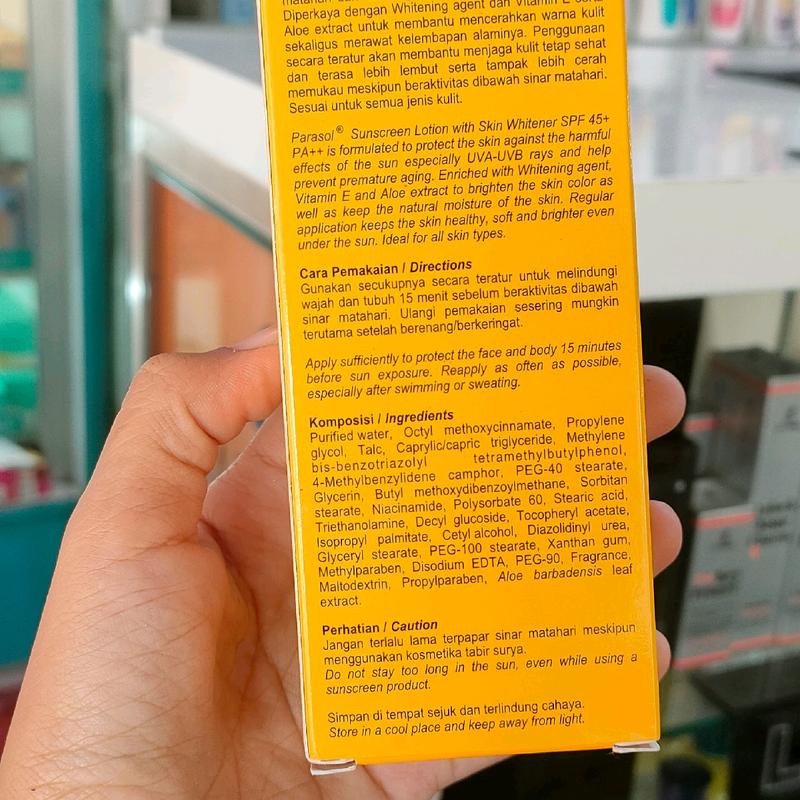 Diperkaya dengan Whitening agent dan Vitamin E serta
Aloe extract untuk membantu mencerahkan warna kulit
sekaligus merawat kelembapan alaminya. Penggunaan
secara teratur akan membantu menjaga kulit tetap sehat
dan terasa lebih lembut serta tampak lebih cerah
memukau meskipun beraktivitas dibawah sinar matahari.
Sesuai untuk semua jenis kulit.
Parasol® Sunscreen Lotion with Skin Whitener SPF 45+
PA++ is formulated to protect the skin against the harmful
effects of the sun especially UVA-UVB rays and help
prevent premature aging. Enriched with Whitening agent,
Vitamin E and Aloe extract to brighten the skin color as
well as keep the natural moisture of the skin. Regular
application keeps the skin healthy, soft and brighter even
under the sun. Ideal for all skin types.
Cara Pemakaian / Directions
Gunakan secukupnya secara teratur untuk melindungi
wajah dan tubuh 15 menit sebelum beraktivitas dibawah
sinar matahari. Ulangi pemakaian sesering mungkin
terutama setelah berenang/berkeringat.
Apply sufficiently to protect the face and body 15 minutes
before sun exposure. Reapply as often as possible,
especially after swimming or sweating.
Komposisi / Ingredients
Purified water, Octyl methoxycinnamate, Propylene
glycol, Talc, Caprylic/capric triglyceride, Methylene
bis-benzotriazolyl tetramethylbutylphenol,
4-Methylbenzylidene camphor, PEG-40 stearate,
Glycerin, Butyl methoxydibenzoylmethane, Sorbitan
stearate, Niacinamide, Polysorbate 60, Stearic acid,
Triethanolamine, Decyl glucoside, Tocopheryl acetate,
Isopropyl palmitate, Cetyl alcohol, Diazolidinyl urea,
Glyceryl stearate, PEG-100 stearate, Xanthan gum,
Methylparaben, Disodium EDTA, PEG-90, Fragrance,
Maltodextrin, Propylparaben, Aloe barbadensis leaf
extract.
Perhatian / Caution
Jangan terlalu lama terpapar sinar matahari meskipun
menggunakan kosmetika tabir surya.
Do not stay too long in the sun, even while using a
sunscreen product.
Simpan di tempat sejuk dan terlindung cahaya.
Store in a cool place and keep away from light.